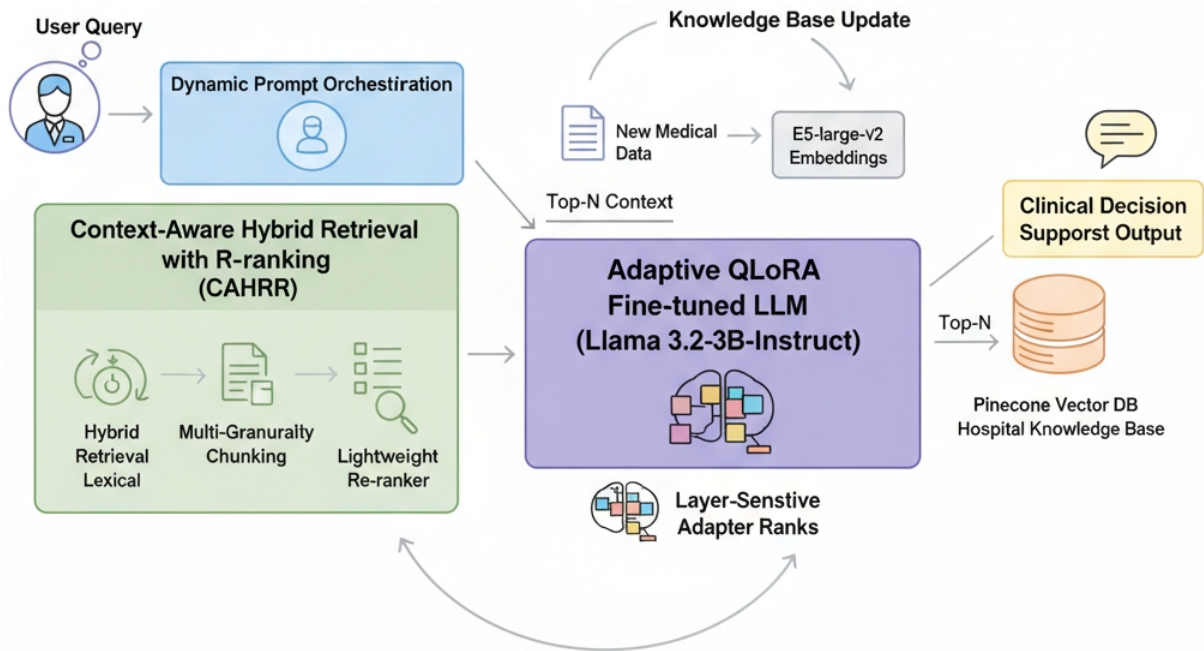 User Query
Dynamic Prompt Orchestiration
Knowledge Base Update
New Medical
Data
E5-large-v2
Embeddings
Top-N Context
Context-Aware Hybrid Retrieval
with R-ranking
(CAHRR)
Hybrid
Retrieval
Lexical
Multi-Granuralty
Chunking
Lightweight
Re-ranker
Adaptive QLoRA
Fine-tuned LLM
(Llama 3.2-3B-Instruct)
Layer-Senstive
Adapter Ranks
Clinical Decision
Supporst Output
Top-N
Pinecone Vector DB
Hospital Knowledge Base